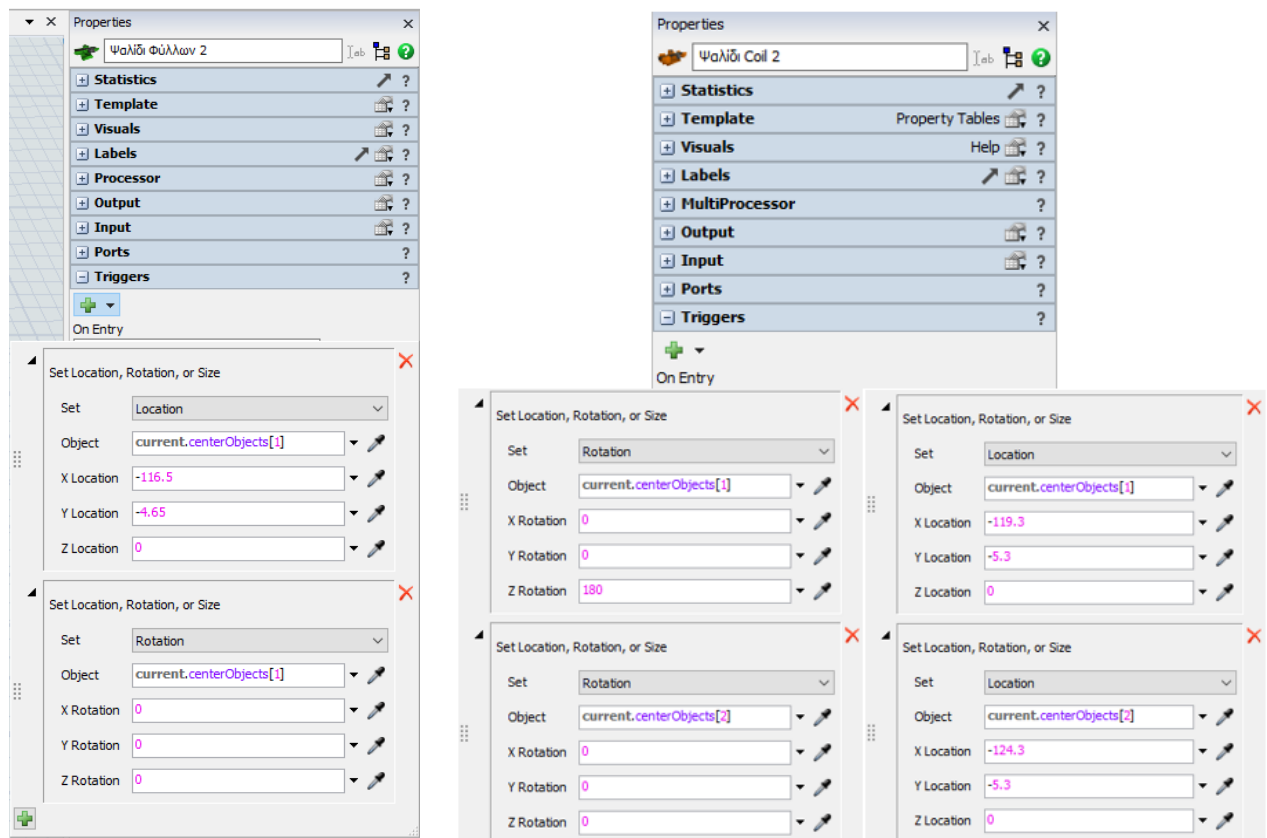 Properties
Ψαλίδι Φύλλων 2
Statistics
Template
Visuals
Labels
Processor
Output
Input
Ports
Triggers
On Entry
Set Location, Rotation, or Size
Set Location
Object current.centerObjects[1]
X Location -116.5
Y Location -4.65
Z Location 0
Set Location, Rotation, or Size
Set Rotation
Object current.centerObjects[1]
X Rotation 0
Y Rotation 0
Z Rotation 0
Properties
Ψαλίδι Coil 2
Statistics
Template Property Tables
Visuals Help
Labels
MultiProcessor
Output
Input
Ports
Triggers
On Entry
Set Location, Rotation, or Size
Set Rotation
Object current.centerObjects[1]
X Rotation 0
Y Rotation 0
Z Rotation 180
Set Location, Rotation, or Size
Set Rotation
Object current.centerObjects[2]
X Rotation 0
Y Rotation 0
Z Rotation 0
Set Location, Rotation, or Size
Set Location
Object current.centerObjects[1]
X Location -119.3
Y Location -5.3
Z Location 0
Set Location, Rotation, or Size
Set Location
Object current.centerObjects[2]
X Location -124.3
Y Location -5.3
Z Location 0